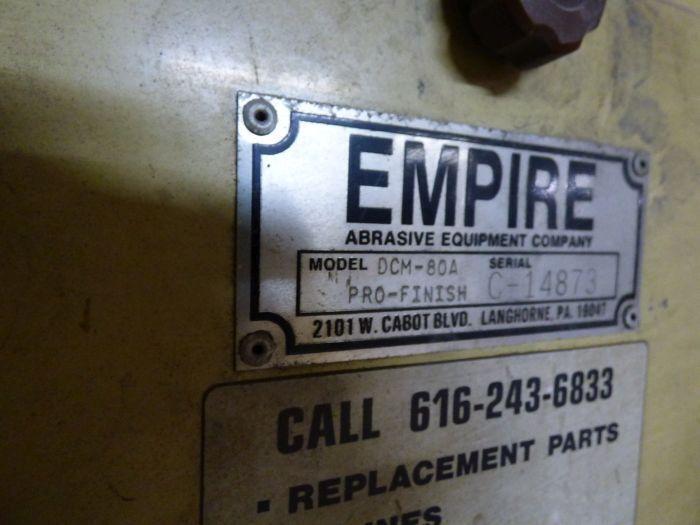 EMPIRE
ABRASIVE EQUIPMENT COMPANY
MODEL DCM-80A SERIAL
PRO-FINISH C-14873
2101 W. CABOT BLVD. LANGHORNE, PA. 19047
CALL 616-243-6833
• REPLACEMENT PARTS